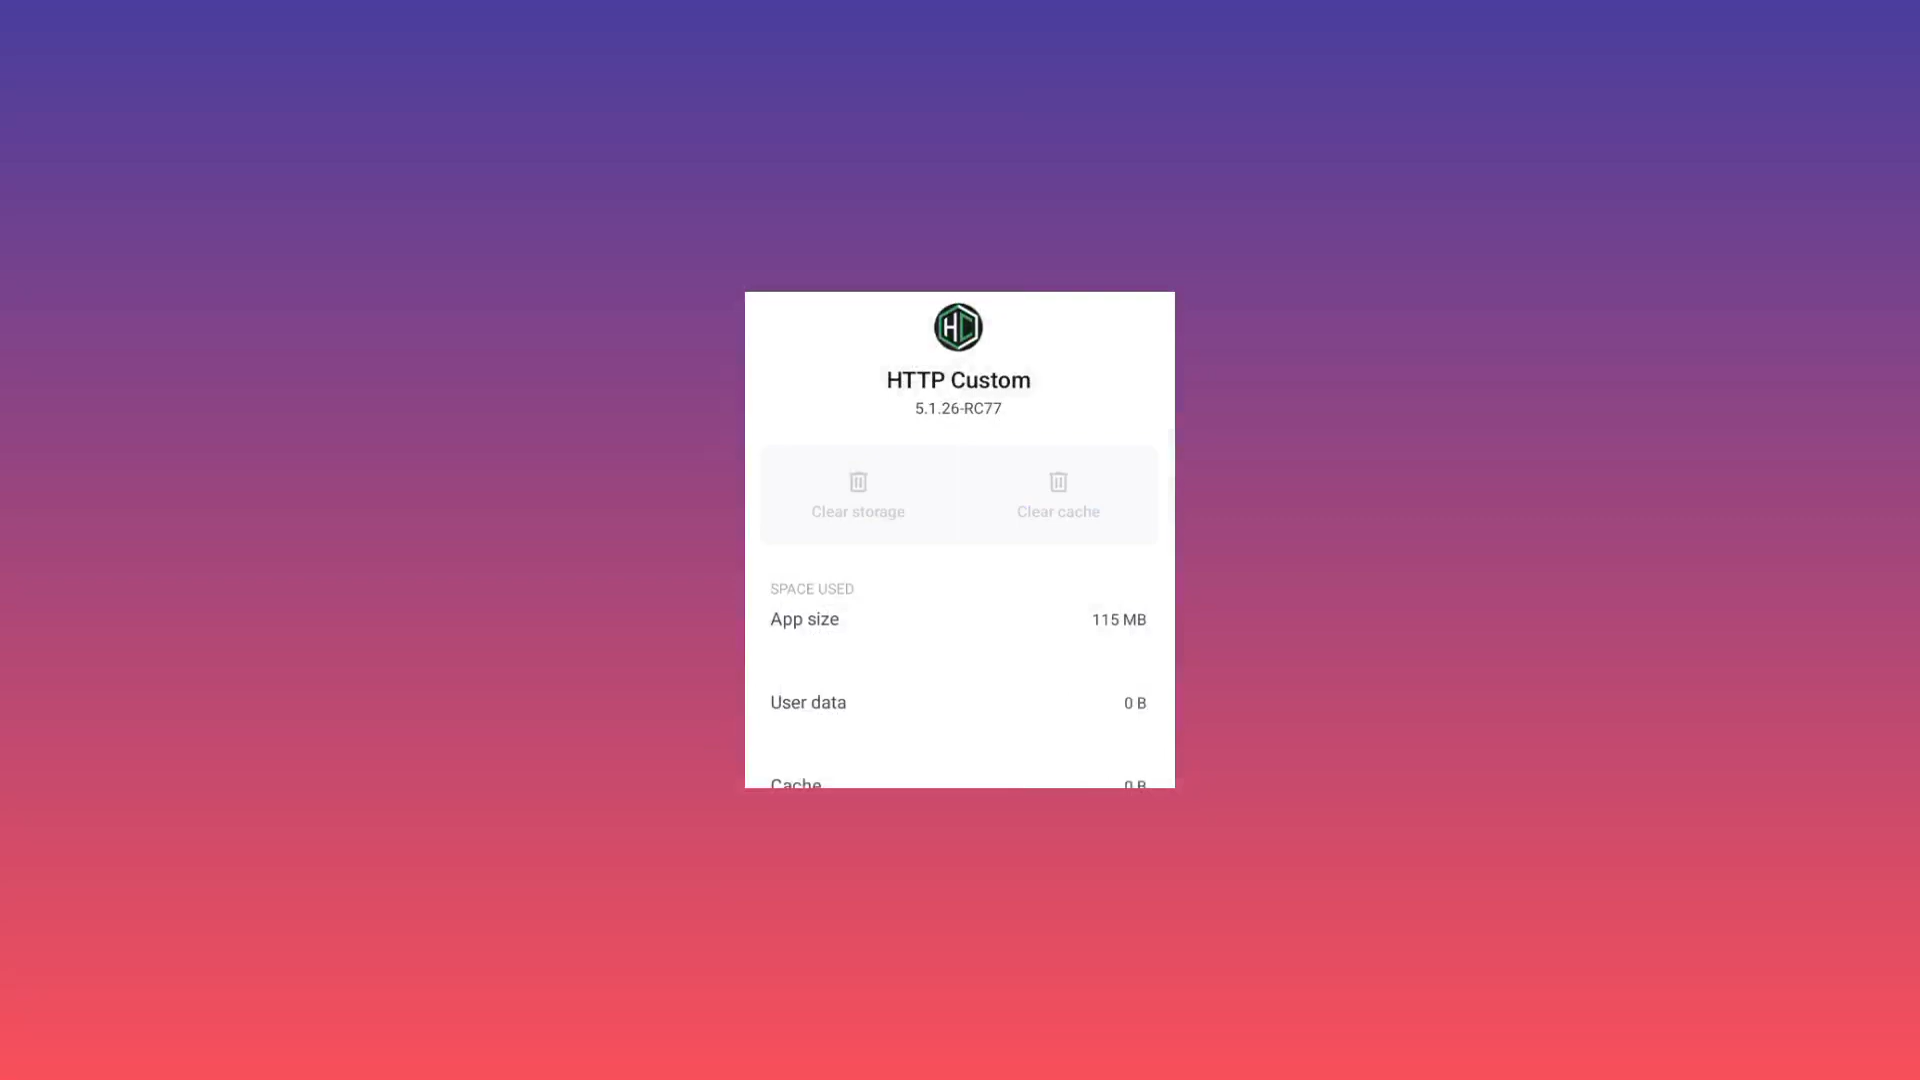 HC
HTTP Custom
5.1.26-RC77
Clear storage
Clear cache
SPACE USED
App size
115 MB
User data
0 B
Cache
0 B